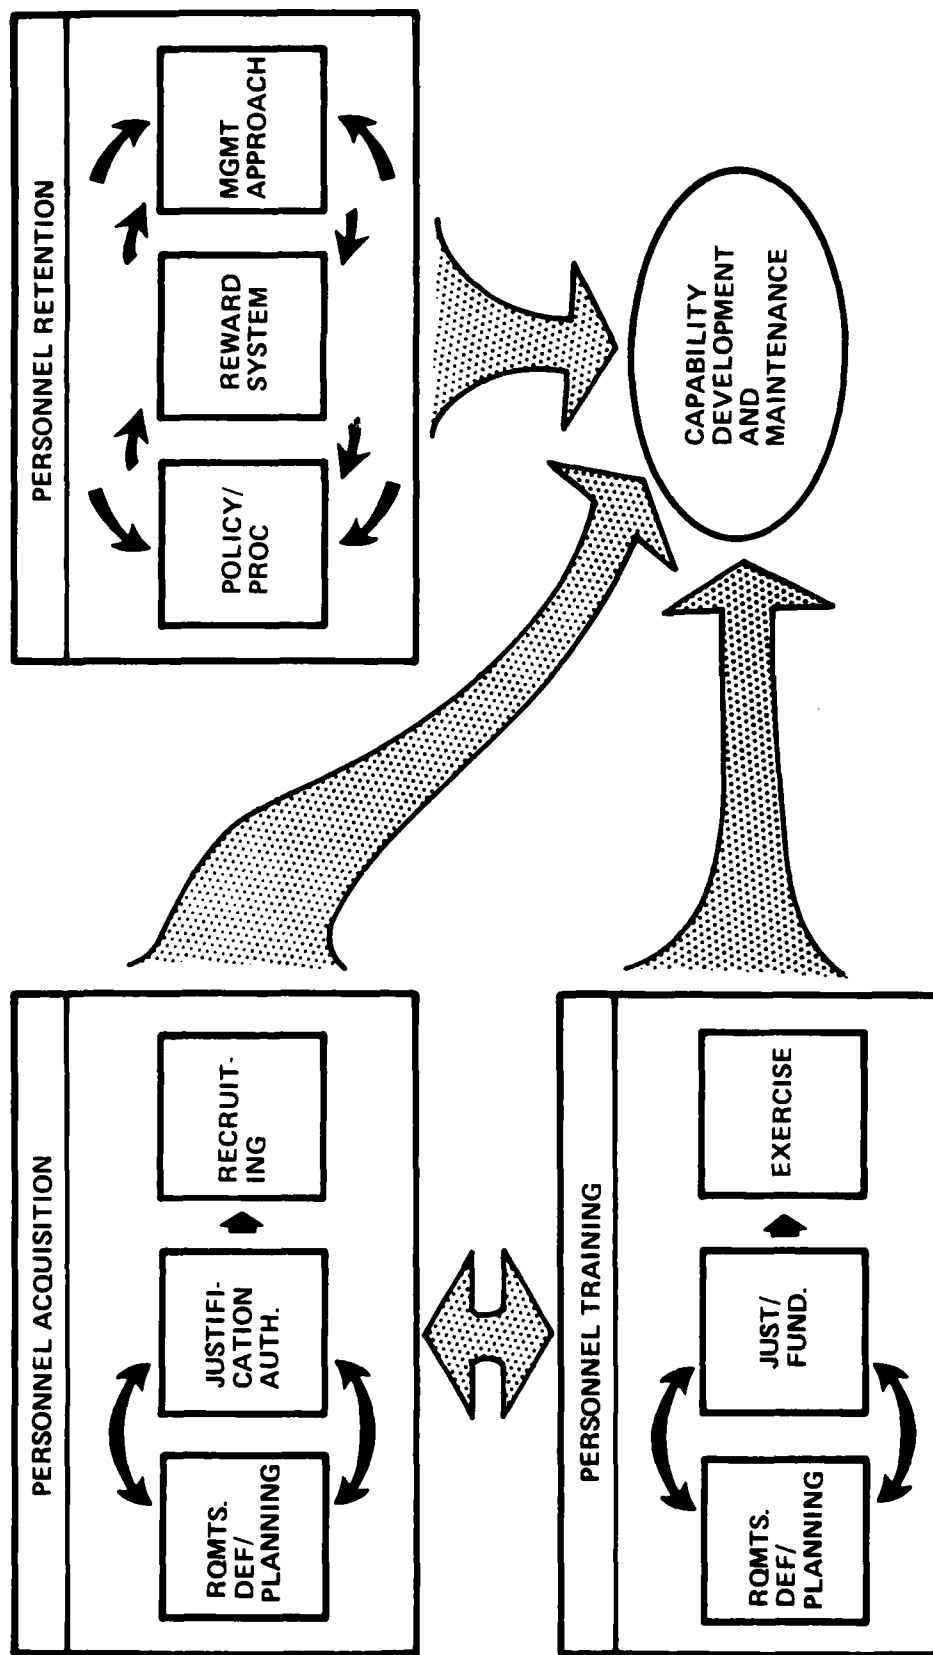 PERSONNEL ACQUISITION
RQMTS.
DEF/
PLANNING
JUSTIFI-
CATION
AUTH.
RECRUIT-
ING
PERSONNEL RETENTION
POLICY/
PROC
REWARD
SYSTEM
MGMT
APPROACH
PERSONNEL TRAINING
RQMTS.
DEF/
PLANNING
JUST/
FUND.
EXERCISE
CAPABILITY
DEVELOPMENT
AND
MAINTENANCE